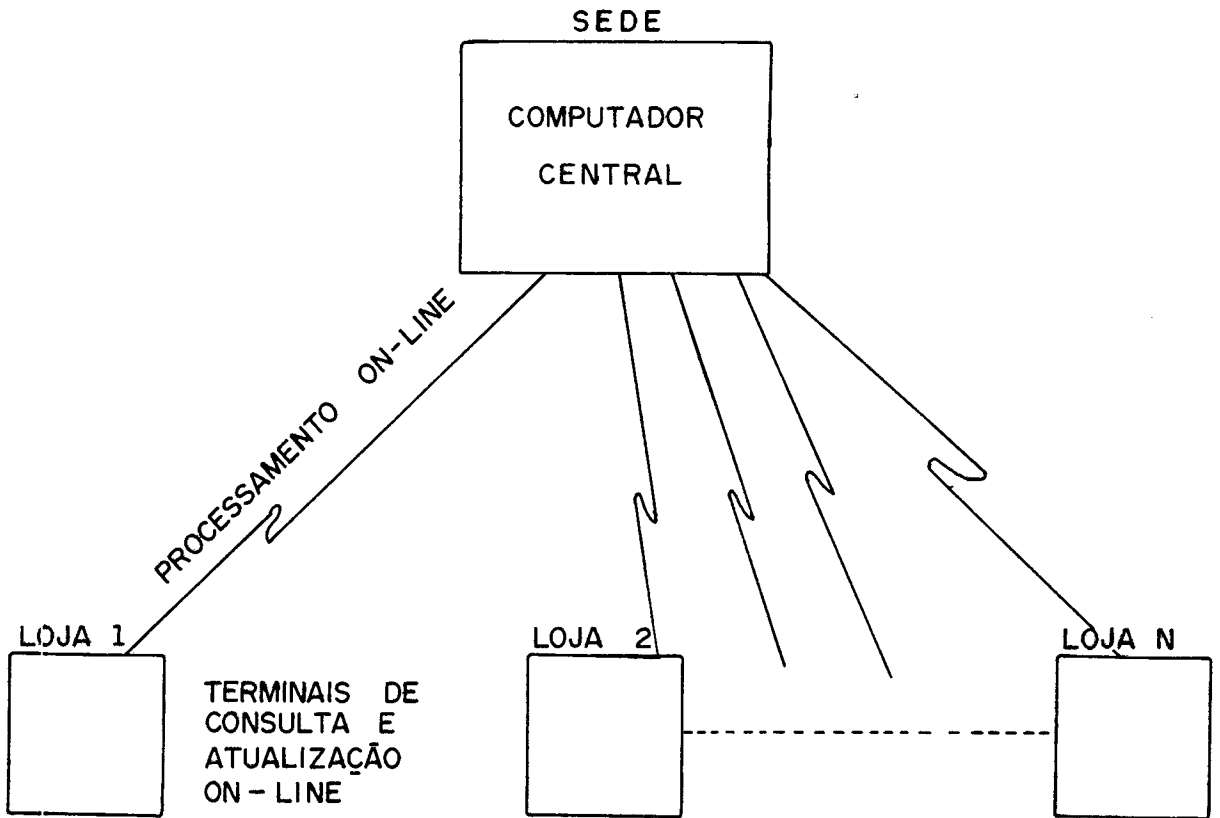 SEDE
COMPUTADOR
CENTRAL
PROCESSAMENTO ON-LINE
LOJA 1
LOJA 2
LOJA N
TERMINAIS DE
CONSULTA E
ATUALIZAÇÃO
ON-LINE